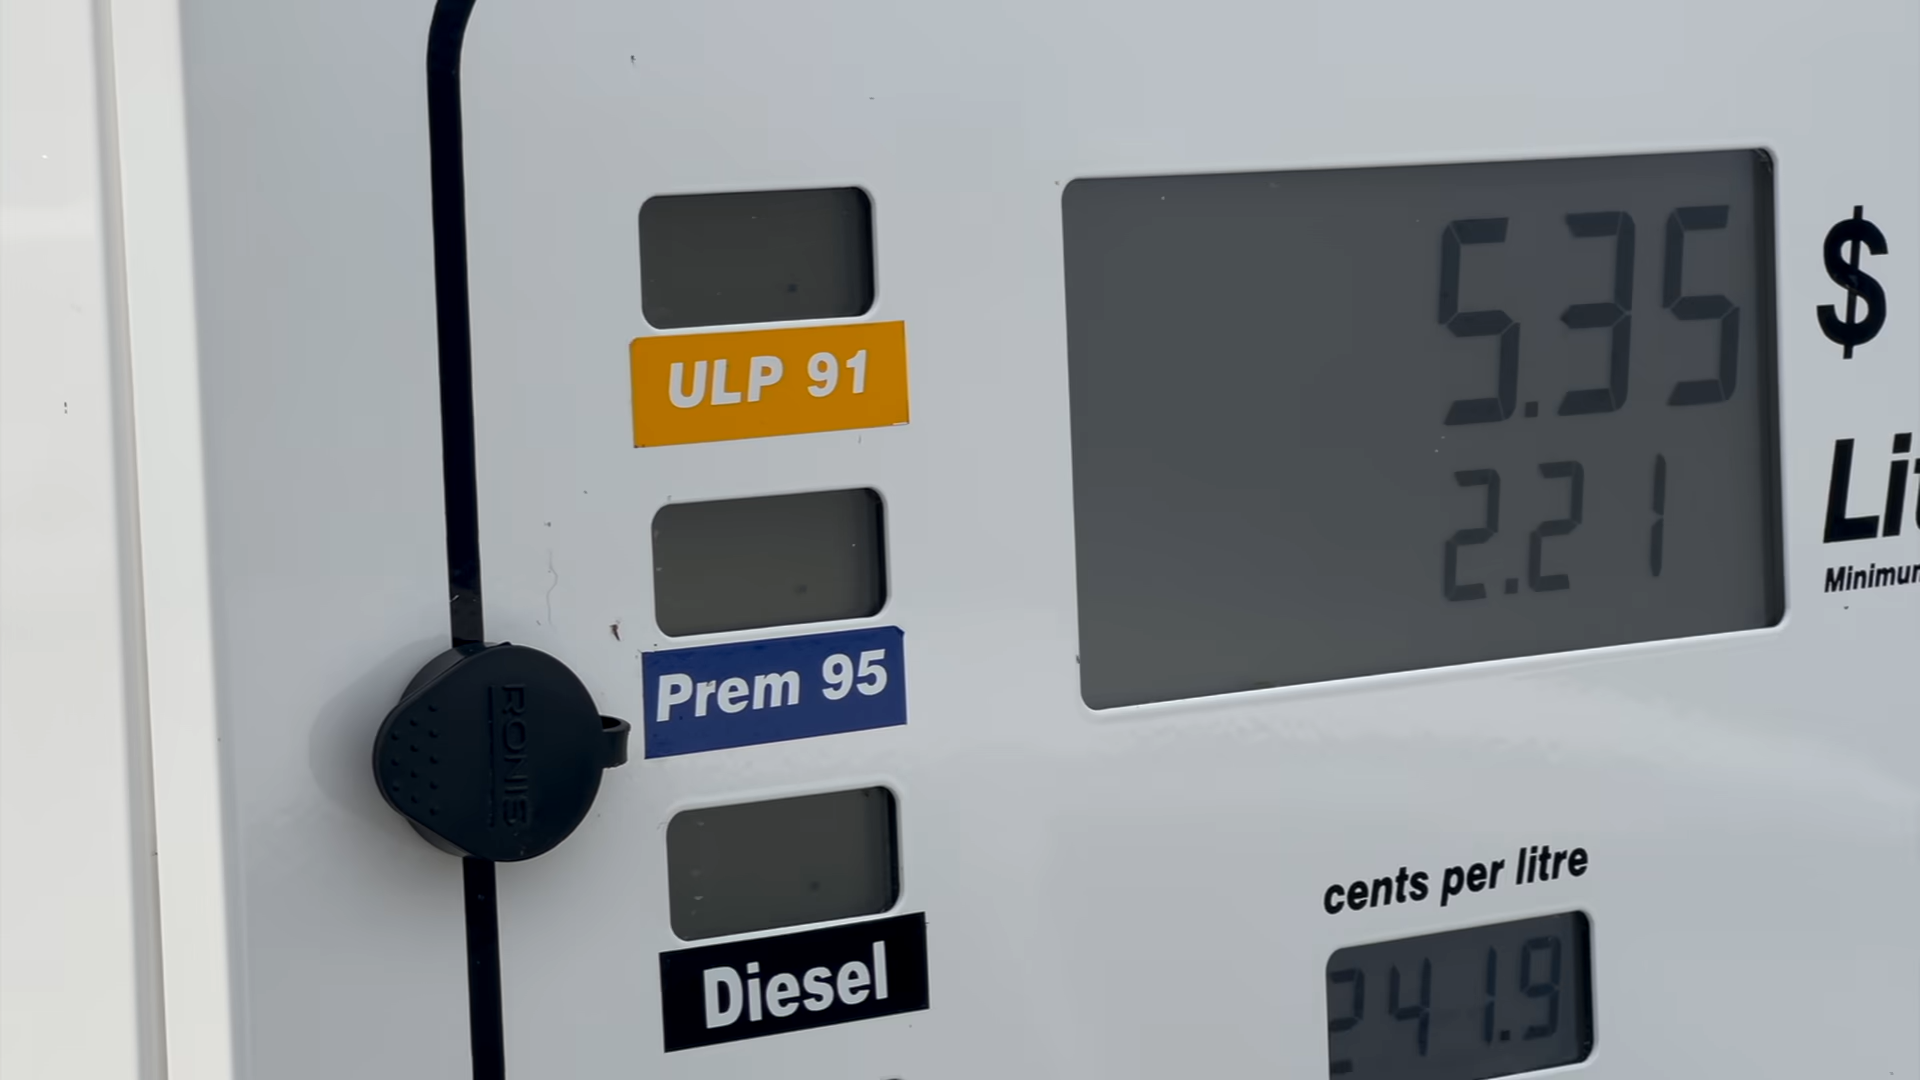 5.35
$
2.21
Lit
Minimum
ULP 91
Prem 95
RONIS
Diesel
cents per litre
241.9